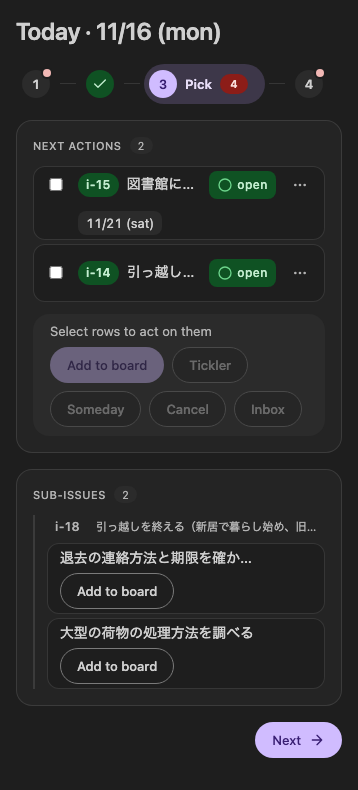 Today · 11/16 (mon)
1
3 Pick 4
4
NEXT ACTIONS 2
i-15 図書館に... open ...
11/21 (sat)
i-14 引っ越し... open ...
Select rows to act on them
Add to board Tickler
Someday Cancel Inbox
SUB-ISSUES 2
i-18 引っ越しを終える（新居で暮らし始め、旧...
退去の連絡方法と期限を確か...
Add to board
大型の荷物の処理方法を調べる
Add to board
Next →